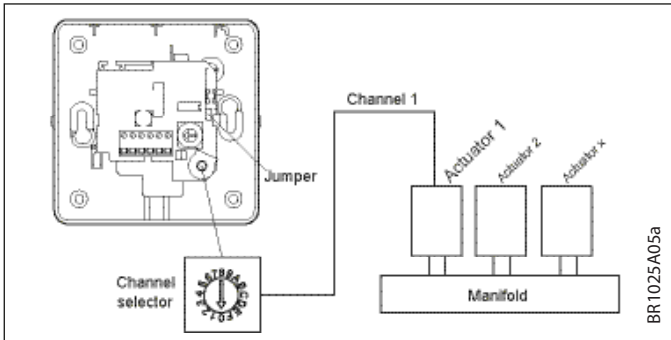 Channel 1
Actuator 1
Actuator 2
Actuator x
Jumper
Channel
selector
Manifold
BR1025A05a